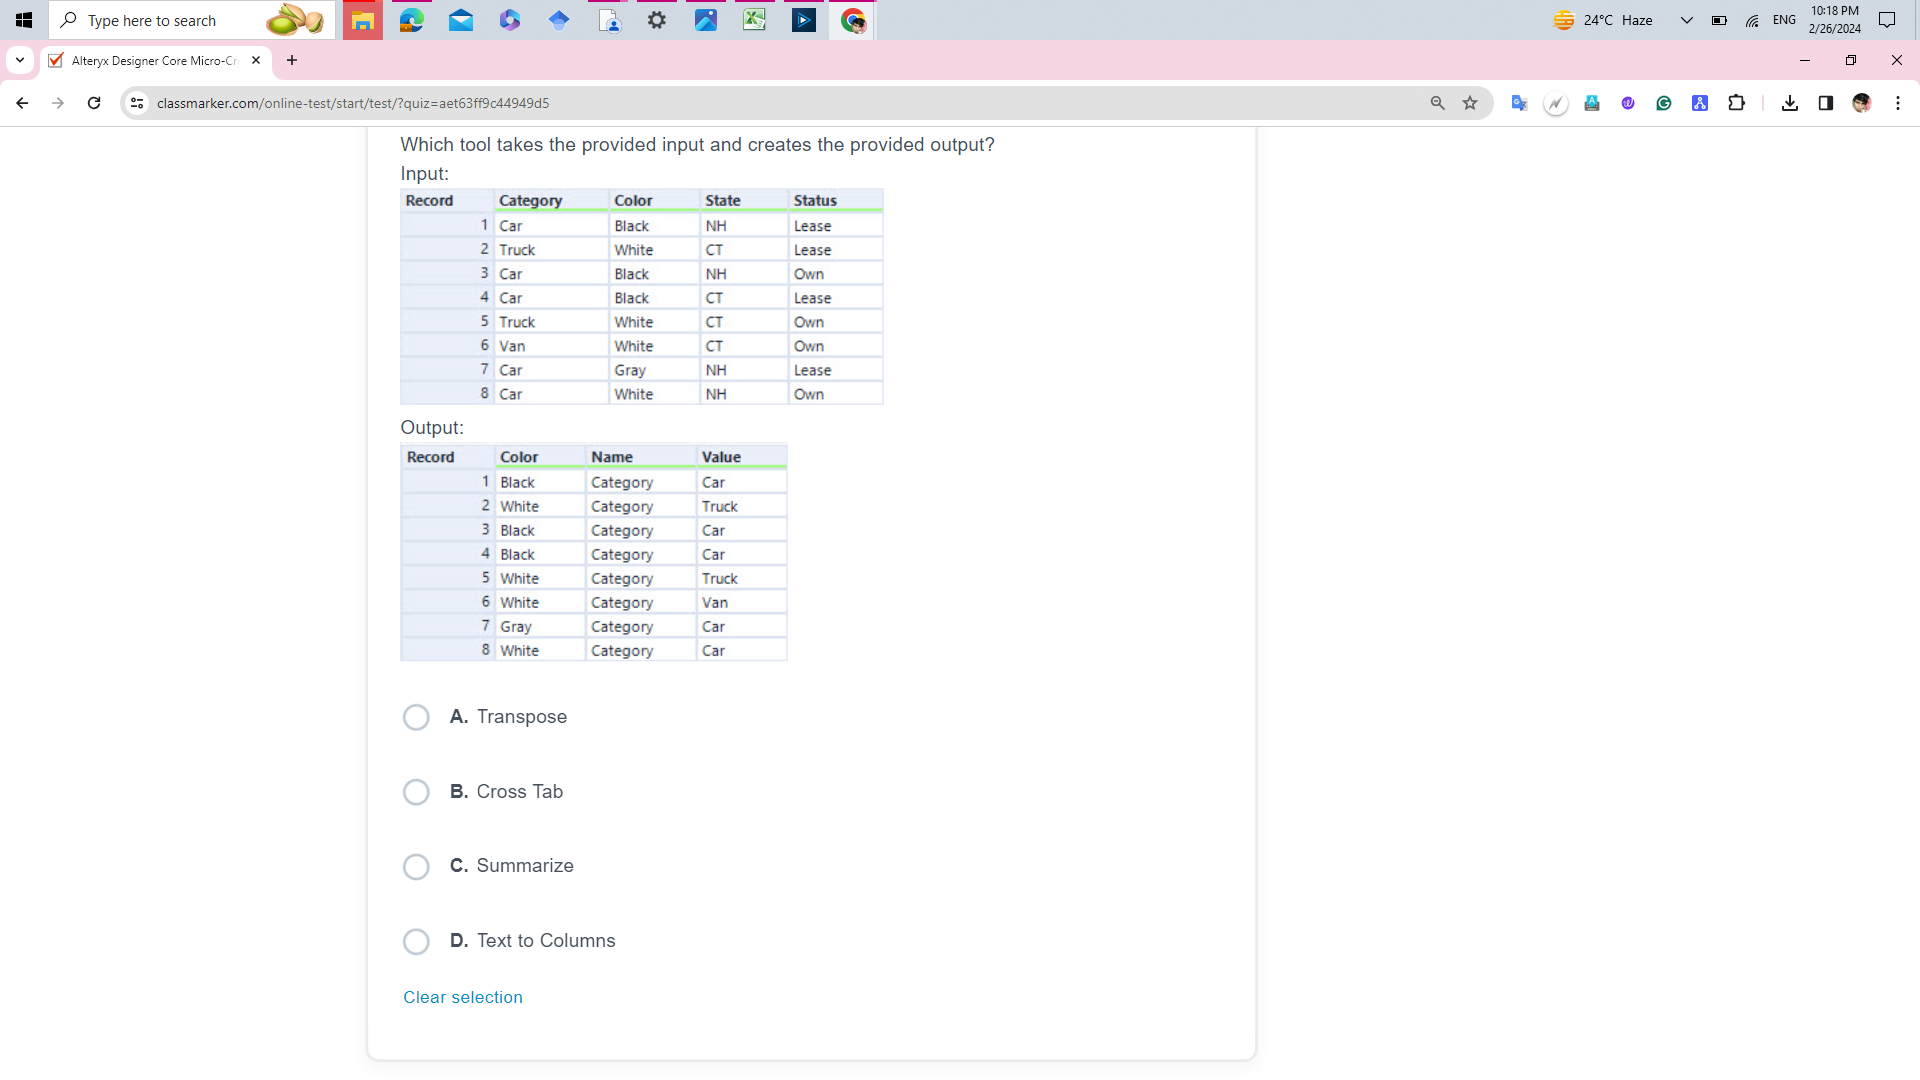 Type here to search
24°C Haze
ENG
10:18 PM
2/26/2024
Alteryx Designer Core Micro-Cr
classmarker.com/online-test/start/test/?quiz=aet63ff9c44949d5
Which tool takes the provided input and creates the provided output?
Input:
Record Category Color State Status
1 Car Black NH Lease
2 Truck White CT Lease
3 Car Black NH Own
4 Car Black CT Lease
5 Truck White CT Own
6 Van White CT Own
7 Car Gray NH Lease
8 Car White NH Own
Output:
Record Color Name Value
1 Black Category Car
2 White Category Truck
3 Black Category Car
4 Black Category Car
5 White Category Truck
6 White Category Van
7 Gray Category Car
8 White Category Car
A. Transpose
B. Cross Tab
C. Summarize
D. Text to Columns
Clear selection